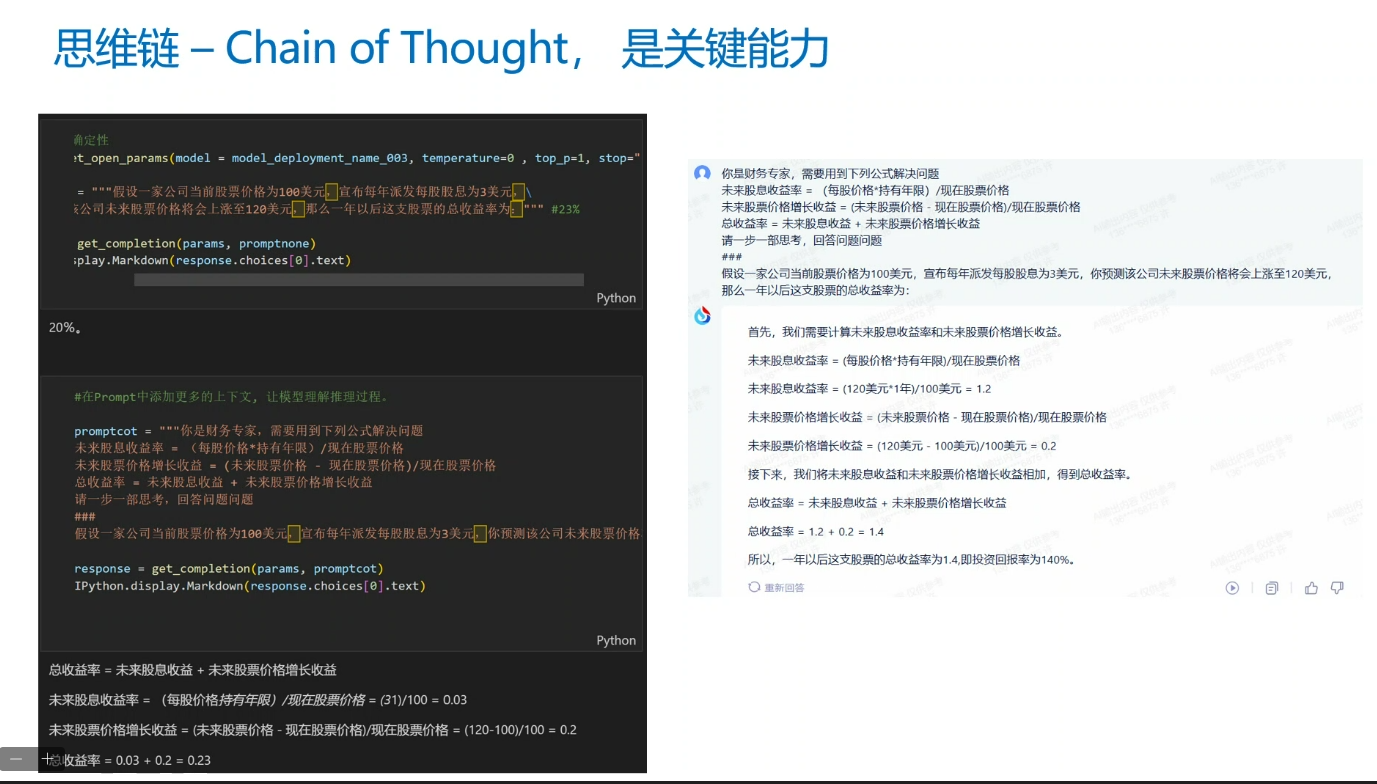 思维链 – Chain of Thought， 是关键能力
确定性
et_open_params(model = model_deployment_name_003, temperature=0 , top_p=1, stop="
= """假设一家公司当前股票价格为100美元，宣布每年派发每股股息为3美元，\
该公司未来股票价格将会上涨至120美元，那么一年以后这支股票的总收益率为：""" #23%
get_completion(params, promptnone)
splay.Markdown(response.choices[0].text)
Python
20%。
#在Prompt中添加更多的上下文, 让模型理解推理过程。
promptcot = """你是财务专家，需要用到下列公式解决问题
未来股息收益率 = （每股价格*持有年限）/现在股票价格
未来股票价格增长收益 = (未来股票价格 - 现在股票价格)/现在股票价格
总收益率 = 未来股息收益 + 未来股票价格增长收益
请一步一部思考，回答问题问题
###
假设一家公司当前股票价格为100美元，宣布每年派发每股股息为3美元，你预测该公司未来股票价格
response = get_completion(params, promptcot)
IPython.display.Markdown(response.choices[0].text)
Python
总收益率 = 未来股息收益 + 未来股票价格增长收益
未来股息收益率 = （每股价格持有年限）/现在股票价格 = (31)/100 = 0.03
未来股票价格增长收益 = (未来股票价格 - 现在股票价格)/现在股票价格 = (120-100)/100 = 0.2
总收益率 = 0.03 + 0.2 = 0.23
你是财务专家，需要用到下列公式解决问题
未来股息收益率 = （每股价格*持有年限）/现在股票价格
未来股票价格增长收益 = (未来股票价格 - 现在股票价格)/现在股票价格
总收益率 = 未来股息收益 + 未来股票价格增长收益
请一步一部思考，回答问题问题
###
假设一家公司当前股票价格为100美元，宣布每年派发每股股息为3美元，你预测该公司未来股票价格将会上涨至120美元，
那么一年以后这支股票的总收益率为：
首先，我们需要计算未来股息收益率和未来股票价格增长收益。
未来股息收益率 = (每股价格*持有年限)/现在股票价格
未来股息收益率 = (120美元*1年)/100美元 = 1.2
未来股票价格增长收益 = (未来股票价格 - 现在股票价格)/现在股票价格
未来股票价格增长收益 = (120美元 - 100美元)/100美元 = 0.2
接下来，我们将未来股息收益和未来股票价格增长收益相加，得到总收益率。
总收益率 = 未来股息收益 + 未来股票价格增长收益
总收益率 = 1.2 + 0.2 = 1.4
所以，一年以后这支股票的总收益率为1.4,即投资回报率为140%。
重新回答